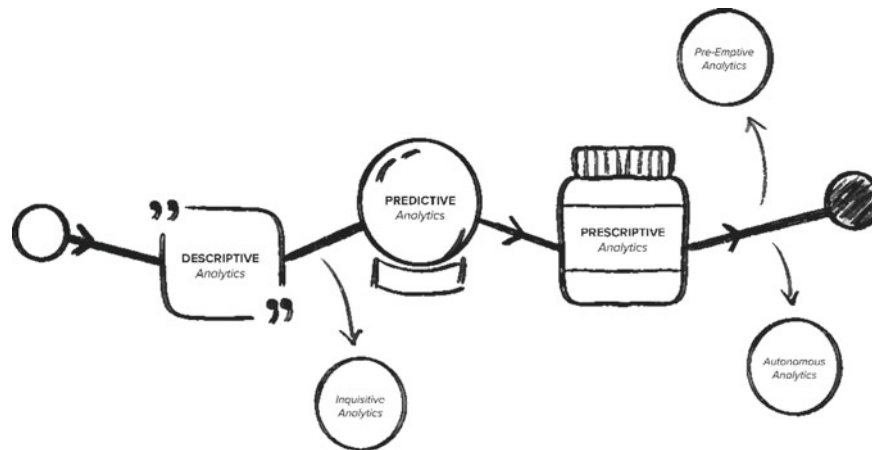 DESCRIPTIVE
Analytics
Inquisitive
Analytics
PREDICTIVE
Analytics
PRESCRIPTIVE
Analytics
Pre-Emptive
Analytics
Autonomous
Analytics